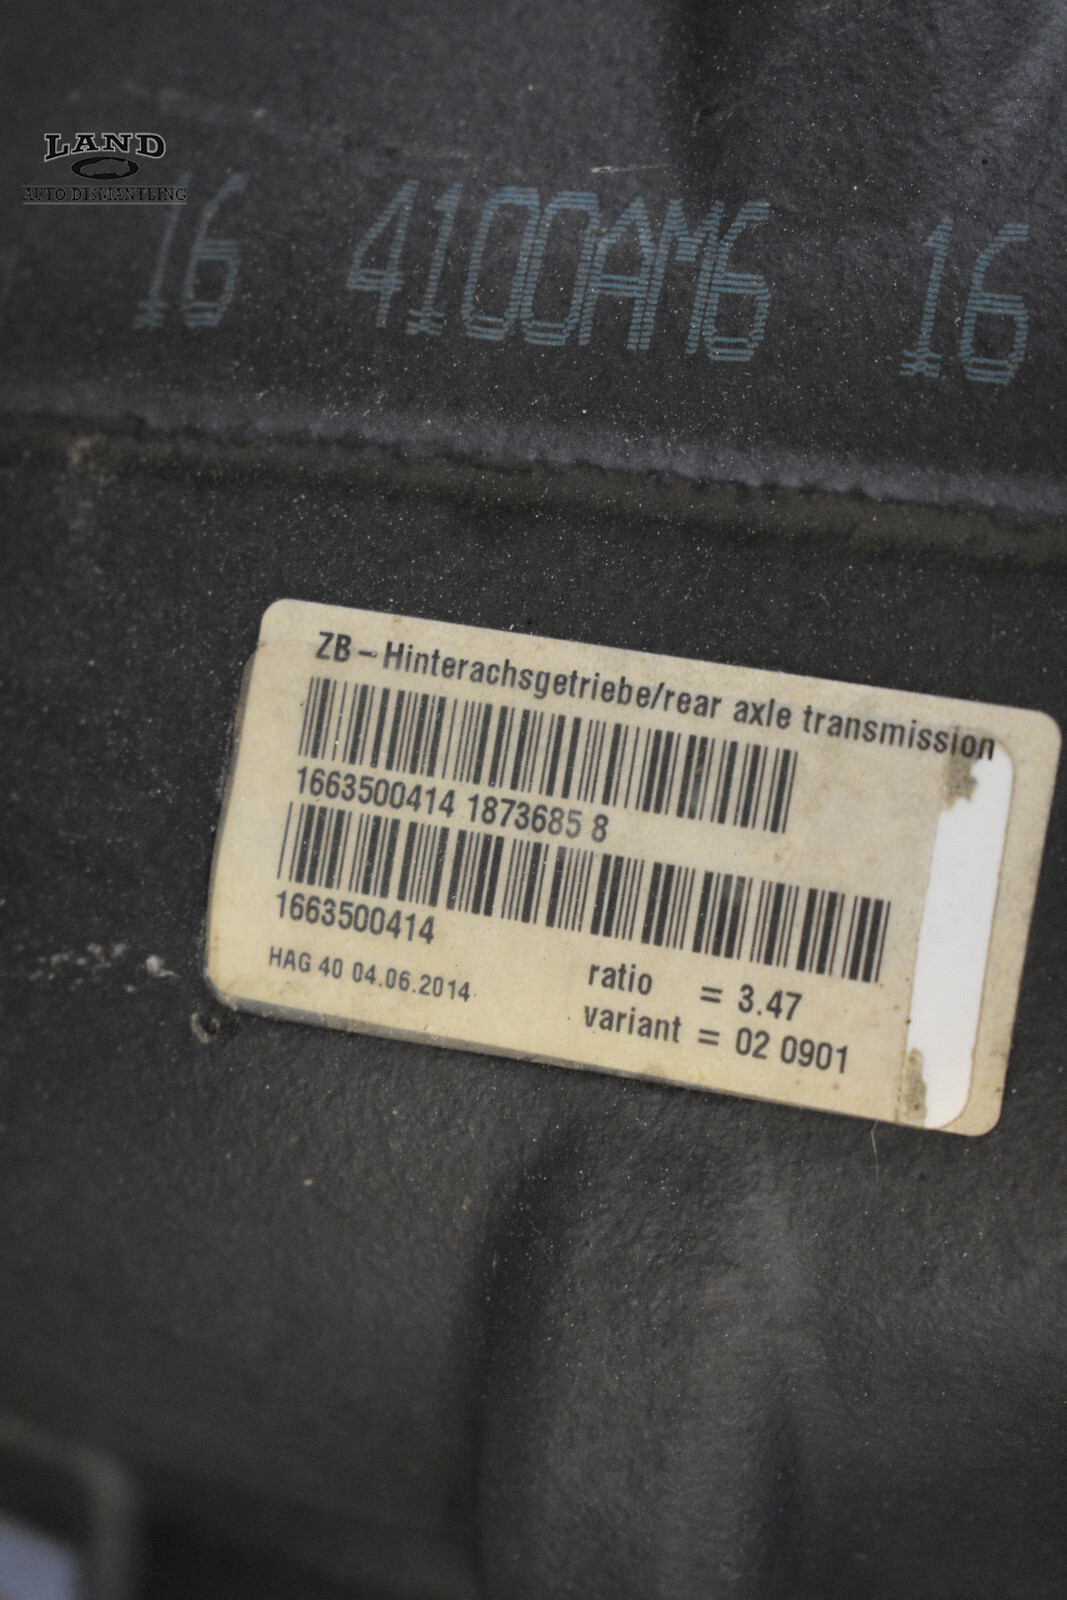 LAND
AUTO DISMANTLING
16 4100AM6 16
ZB-Hinterachsgetriebe/rear axle transmission
1663500414 1873685 8
1663500414
HAG 40 04.06.2014
ratio = 3.47
variant = 02 0901